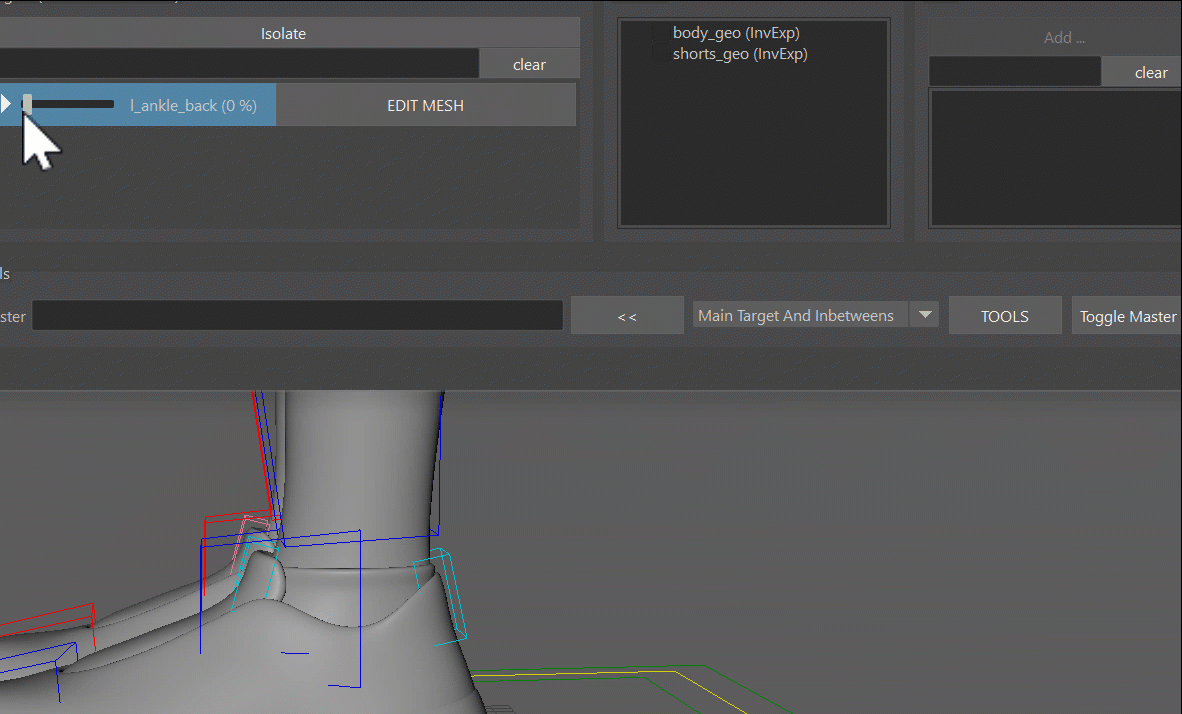 Isolate
body_geo (InvExp)
shorts_geo (InvExp)
Add ...
clear
clear
l_ankle_back (0 %)
EDIT MESH
ls
ster
<<
Main Target And Inbetweens
TOOLS
Toggle Master